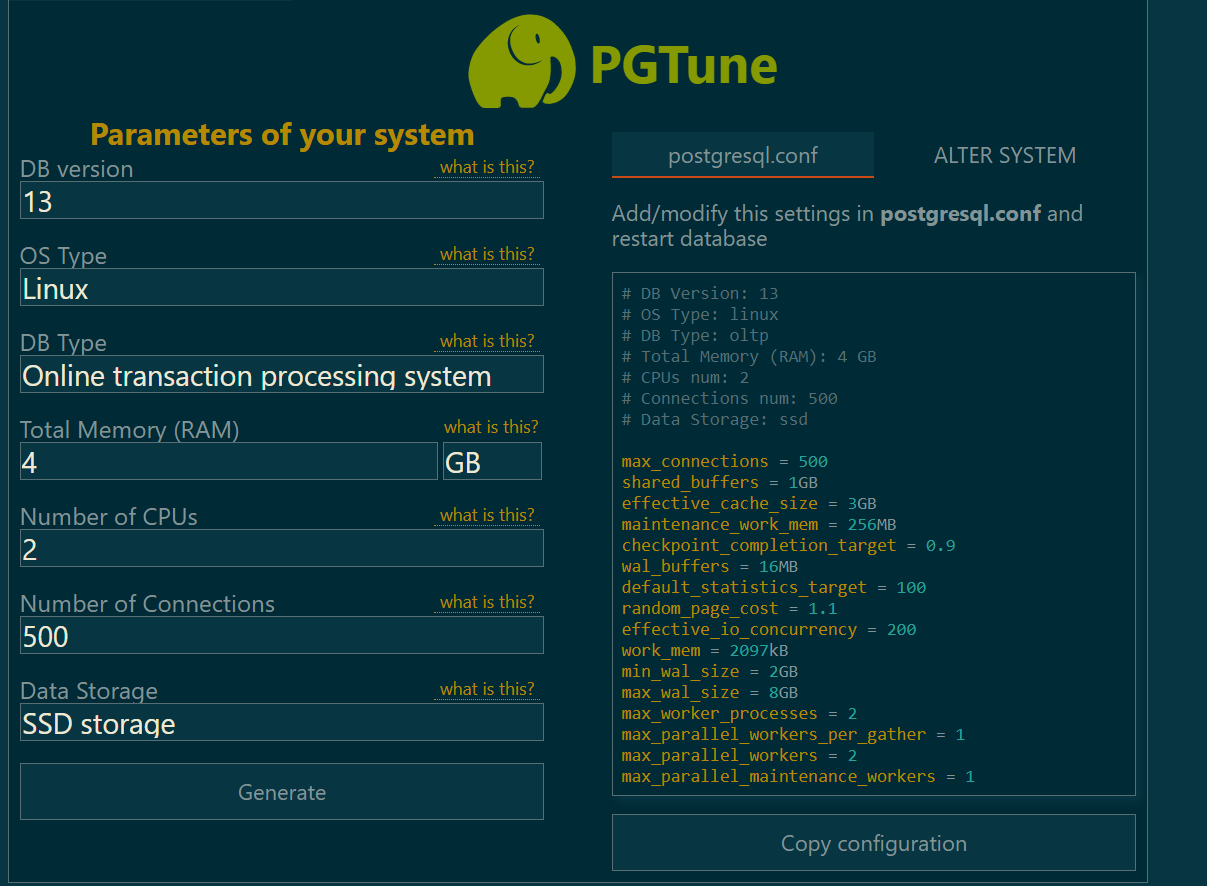 PGTune
Parameters of your system
DB version what is this?
13
OS Type what is this?
Linux
DB Type what is this?
Online transaction processing system
Total Memory (RAM) what is this?
4 GB
Number of CPUs what is this?
2
Number of Connections what is this?
500
Data Storage what is this?
SSD storage
Generate
postgresql.conf ALTER SYSTEM
Add/modify this settings in postgresql.conf and
restart database
# DB Version: 13
# OS Type: linux
# DB Type: oltp
# Total Memory (RAM): 4 GB
# CPUs num: 2
# Connections num: 500
# Data Storage: ssd
max_connections = 500
shared_buffers = 1GB
effective_cache_size = 3GB
maintenance_work_mem = 256MB
checkpoint_completion_target = 0.9
wal_buffers = 16MB
default_statistics_target = 100
random_page_cost = 1.1
effective_io_concurrency = 200
work_mem = 2097kB
min_wal_size = 2GB
max_wal_size = 8GB
max_worker_processes = 2
max_parallel_workers_per_gather = 1
max_parallel_workers = 2
max_parallel_maintenance_workers = 1
Copy configuration